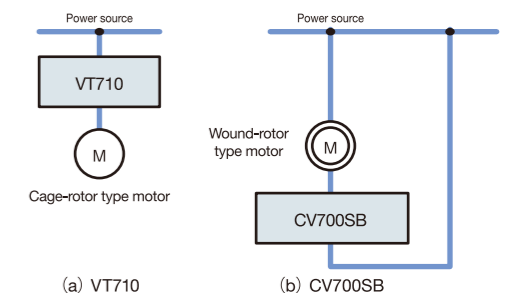 Power source
VT710
M
Cage-rotor type motor
(a) VT710
Power source
Wound-rotor
type motor
M
CV700SB
(b) CV700SB